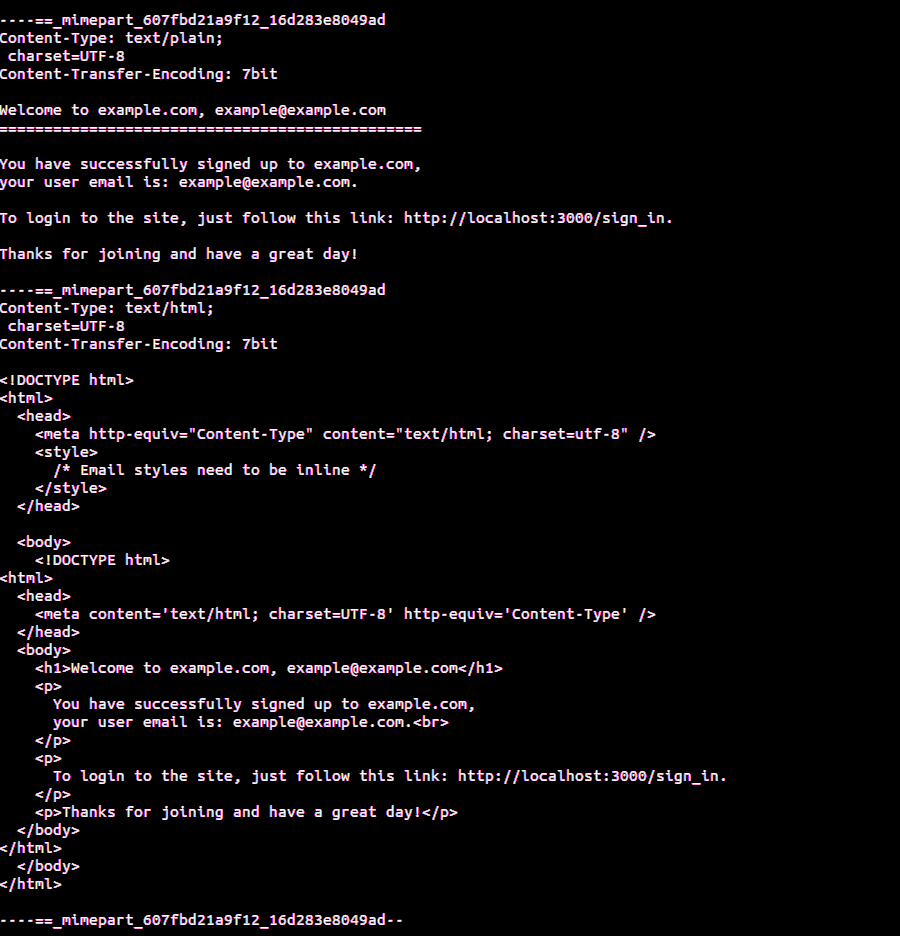 ----==_mimepart_607fbd21a9f12_16d283e8049ad
Content-Type: text/plain;
 charset=UTF-8
Content-Transfer-Encoding: 7bit

Welcome to example.com, example@example.com
===============================================

You have successfully signed up to example.com,
your user email is: example@example.com.

To login to the site, just follow this link: http://localhost:3000/sign_in.

Thanks for joining and have a great day!

----==_mimepart_607fbd21a9f12_16d283e8049ad
Content-Type: text/html;
 charset=UTF-8
Content-Transfer-Encoding: 7bit

<!DOCTYPE html>
<html>
  <head>
    <meta http-equiv="Content-Type" content="text/html; charset=utf-8" />
    <style>
      /* Email styles need to be inline */
    </style>
  </head>

  <body>
    <!DOCTYPE html>
<html>
  <head>
    <meta content='text/html; charset=UTF-8' http-equiv='Content-Type' />
  </head>
  <body>
    <h1>Welcome to example.com, example@example.com</h1>
    <p>
      You have successfully signed up to example.com,
      your user email is: example@example.com.<br>
    </p>
    <p>
      To login to the site, just follow this link: http://localhost:3000/sign_in.
    </p>
    <p>Thanks for joining and have a great day!</p>
  </body>
</html>
  </body>
</html>

----==_mimepart_607fbd21a9f12_16d283e8049ad--